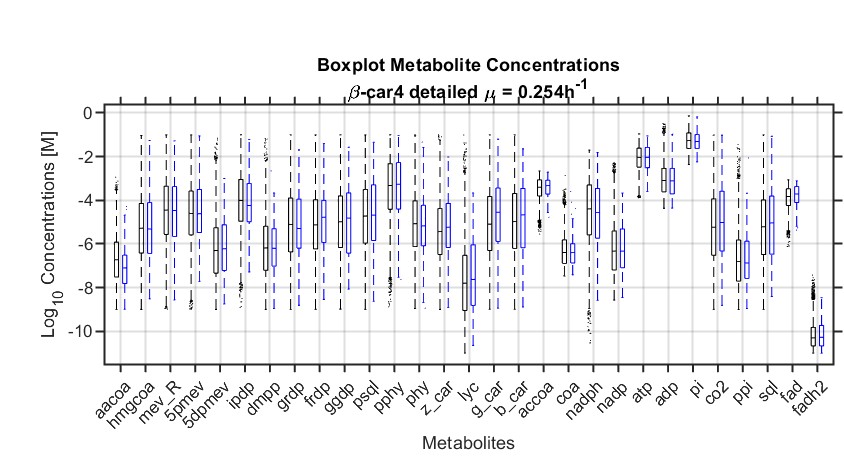 Boxplot Metabolite Concentrations
β-car4 detailed μ = 0.254h⁻¹
Log₁₀ Concentrations [M]
0
-2
-4
-6
-8
-10
aacoa
hmgcoa
mev_R
5pmev
5dpmev
ipdp
dmpp
grdp
frdp
ggdp
psql
pphy
phy
z_car
lyc
g_car
b_car
accoa
coa
nadph
nadp
atp
adp
pi
co2
ppi
sql
fad
fadh2
Metabolites